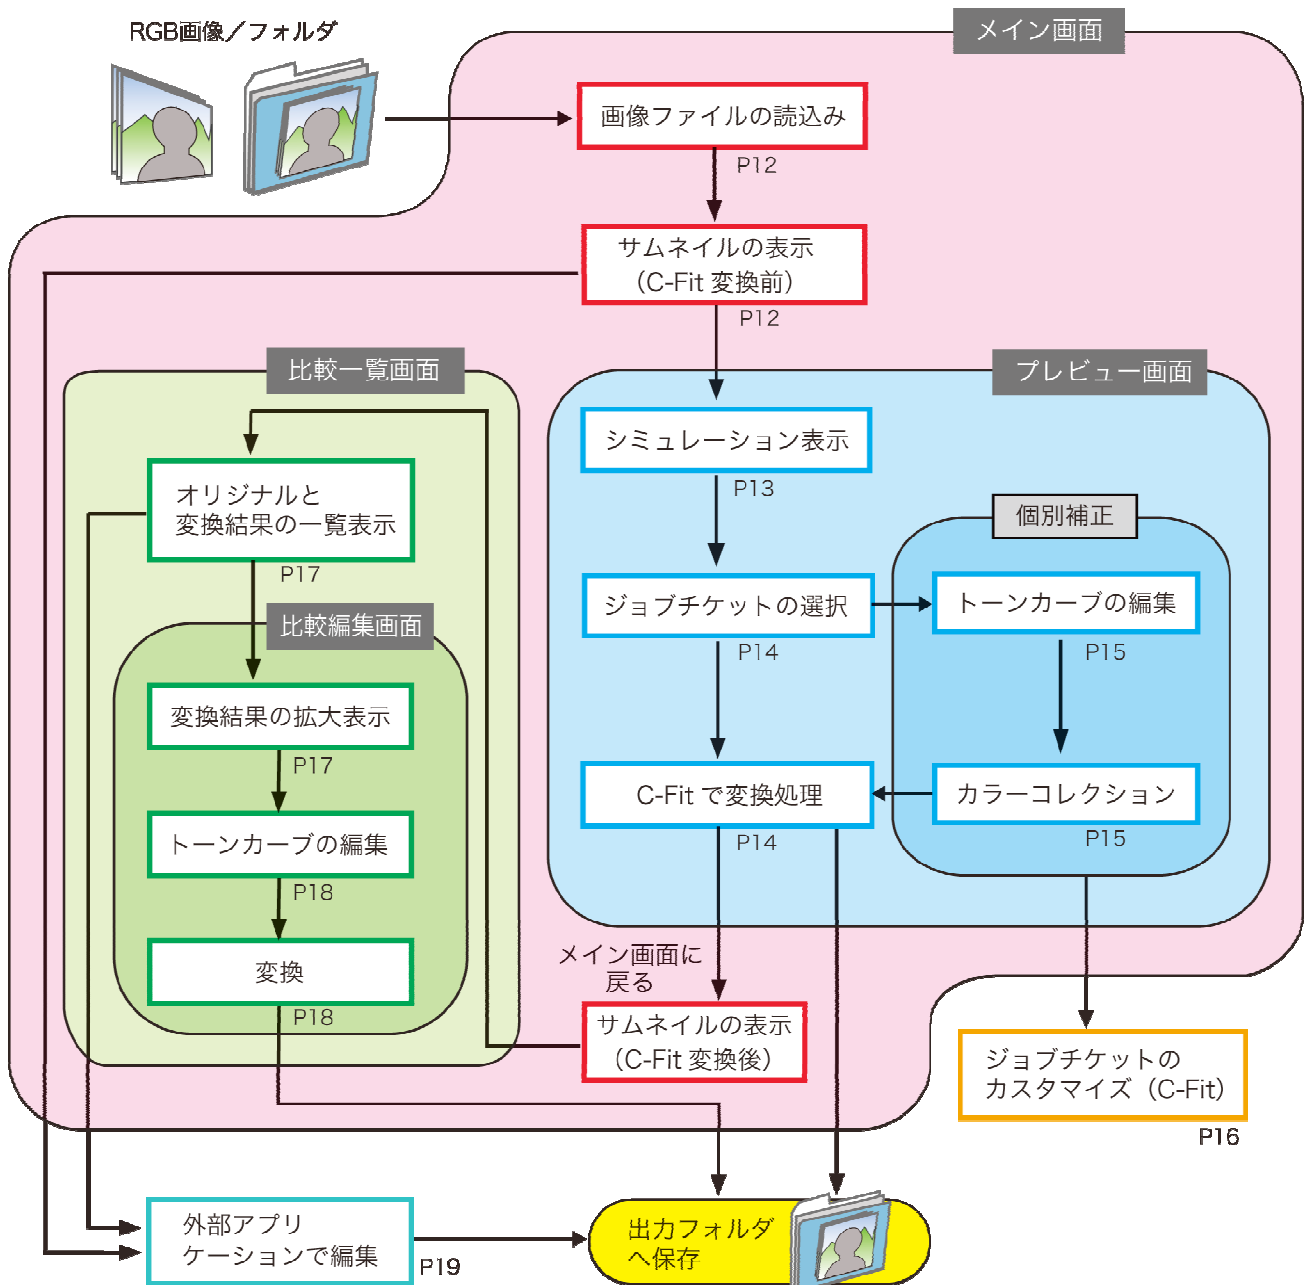 RGB画像／フォルダ
メイン画面
画像ファイルの読込み
P12
サムネイルの表示
（C-Fit 変換前）
P12
比較一覧画面
プレビュー画面
シミュレーション表示
P13
オリジナルと
変換結果の一覧表示
P17
個別補正
ジョブチケットの選択
P14
トーンカーブの編集
P15
比較編集画面
変換結果の拡大表示
P17
C-Fit で変換処理
P14
カラーコレクション
P15
トーンカーブの編集
P18
変換
P18
メイン画面に
戻る
サムネイルの表示
（C-Fit 変換後）
ジョブチケットの
カスタマイズ（C-Fit）
P16
外部アプリ
ケーションで編集
P19
出力フォルダ
へ保存